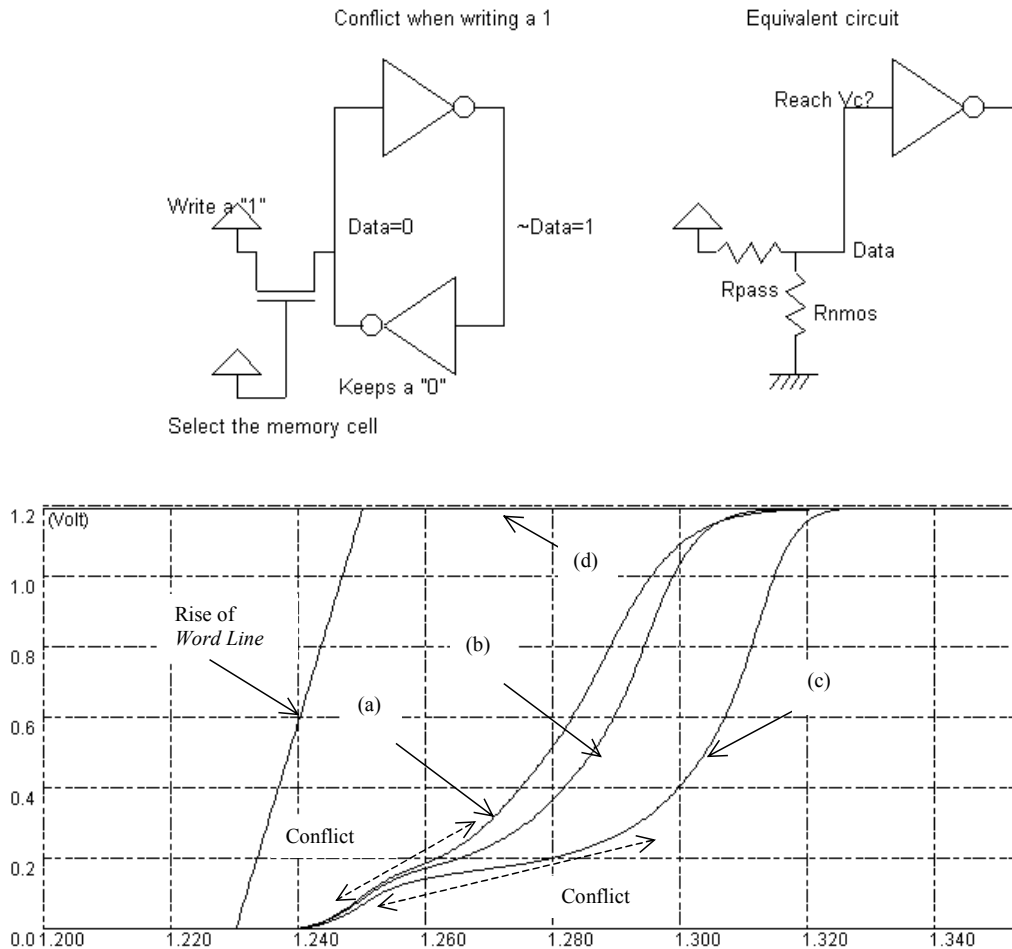 Conflict when writing a 1
Equivalent circuit
Reach Vc?
Write a "1"
Data=0
~Data=1
Data
Rpass
Rnmos
Keeps a "0"
Select the memory cell
1.2
(Volt)
(d)
1.0
Rise of
Word Line
0.8
(b)
(c)
(a)
0.6
0.4
Conflict
0.2
Conflict
0.0
1.200
1.220
1.240
1.260
1.280
1.300
1.320
1.340